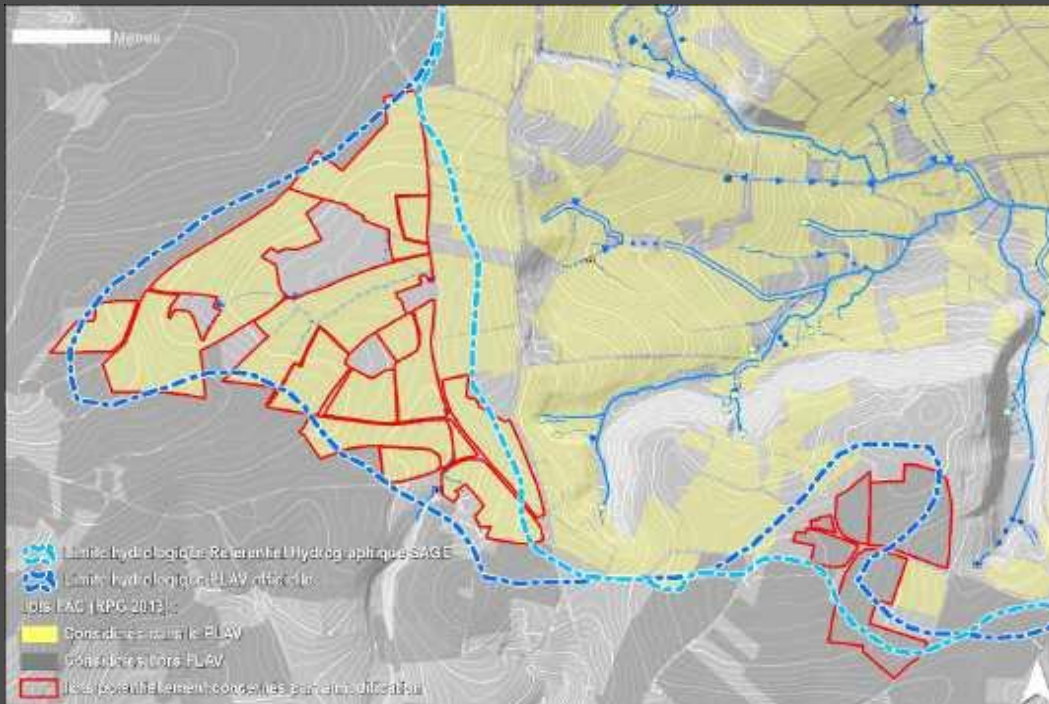 Mètres
Limite hydrologique Référentiel Hydrographique SAGE
Limite hydrologique PLAV officielle
Ilots PAC (RPG 2013) :
Considérés dans le PLAV
Considérés hors PLAV
Ilots potentiellement concernés par la modification